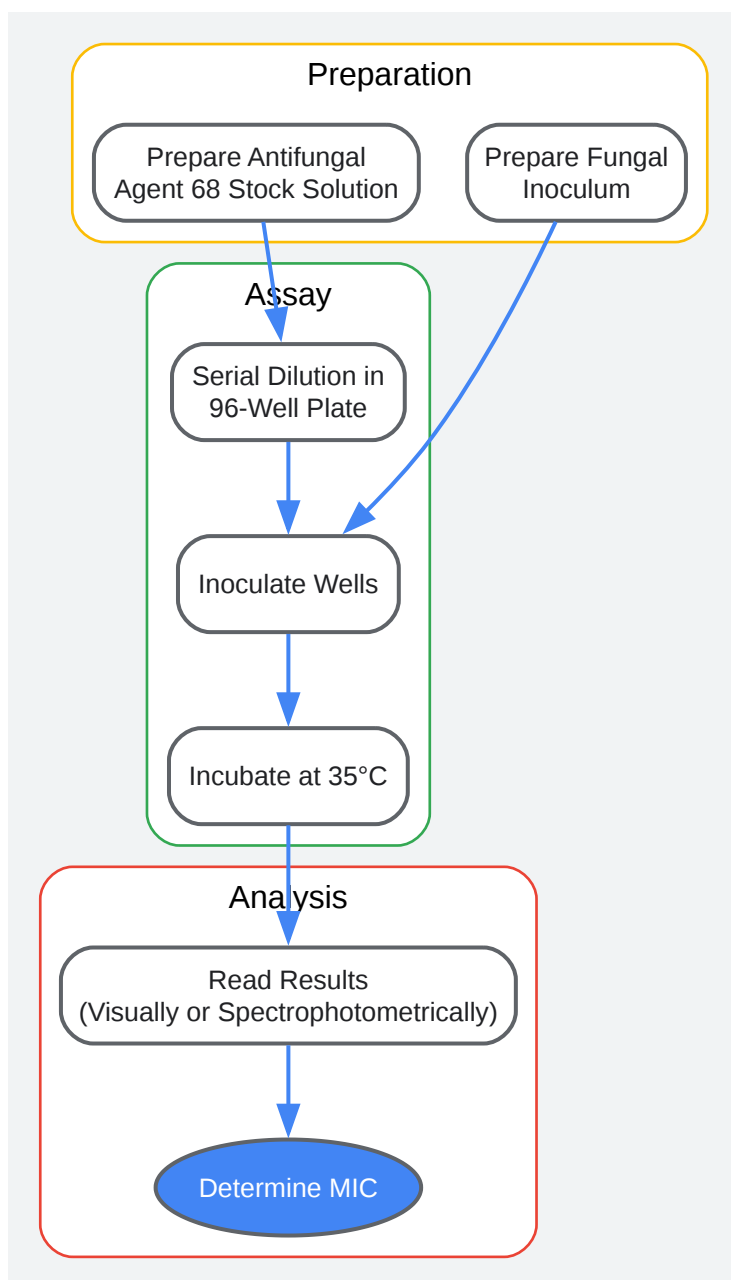 Preparation
Prepare Antifungal
Agent 68 Stock Solution
Prepare Fungal
Inoculum
Assay
Serial Dilution in
96-Well Plate
Inoculate Wells
Incubate at 35°C
Analysis
Read Results
(Visually or Spectrophotometrically)
Determine MIC